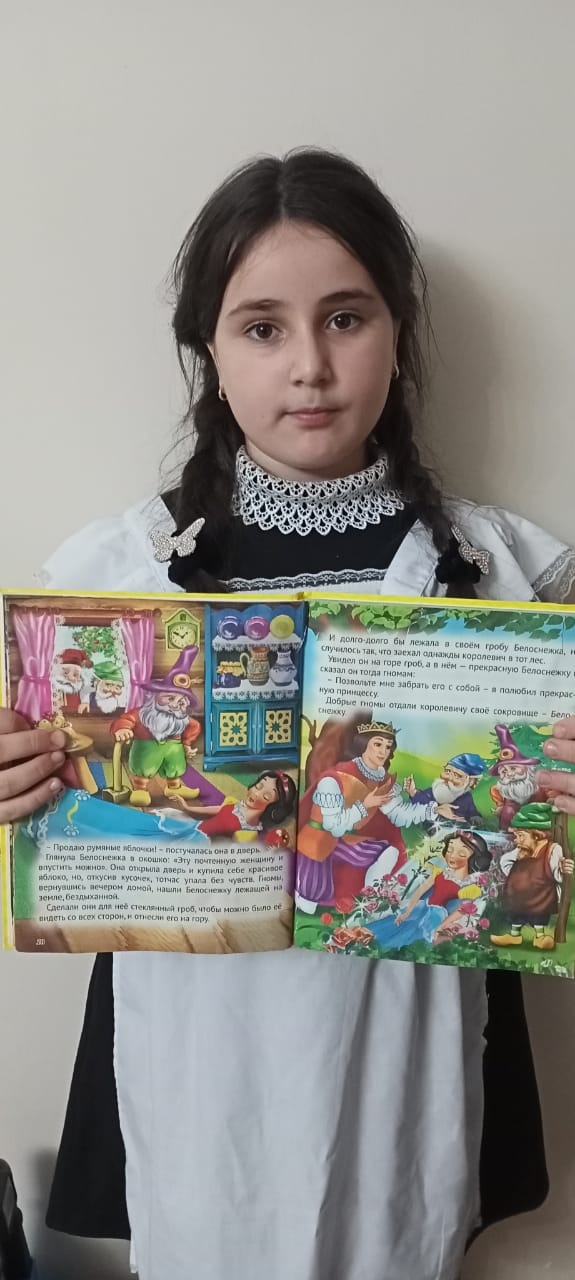 – Продаю румяные яблочки! – постучалась она в дверь.
Глянула Белоснежка в окошко: «Эту почтенную женщину и
впустить можно». Она открыла дверь и купила себе красивое
яблоко, но, откусив кусочек, тотчас упала без чувств. Гномы,
вернувшись вечером домой, нашли Белоснежку лежащей на
земле, бездыханной.
Сделали они для неё стеклянный гроб, чтобы можно было её
видеть со всех сторон, и отнесли его на гору.
И долго-долго бы лежала в своём гробу Белоснежка, н
случилось так, что заехал однажды королевич в тот лес.
Увидел он на горе гроб, а в нём — прекрасную Белоснежку
сказал он тогда гномам:
– Позвольте мне забрать его с собой – я полюбил прекрас-
ную принцессу.
Добрые гномы отдали королевичу своё сокровище – Бело-
снежку.